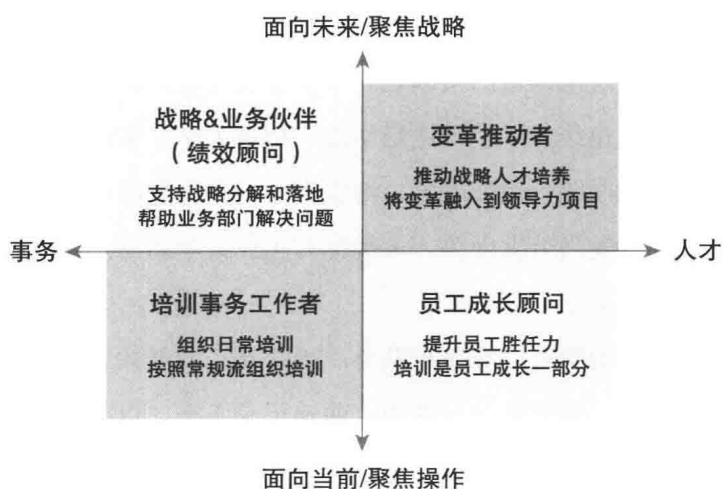 面向未来/聚焦战略
战略&业务伙伴
（绩效顾问）
支持战略分解和落地
帮助业务部门解决问题
变革推动者
推动战略人才培养
将变革融入到领导力项目
事务
人才
培训事务工作者
组织日常培训
按照常规流组织培训
员工成长顾问
提升员工胜任力
培训是员工成长一部分
面向当前/聚焦操作